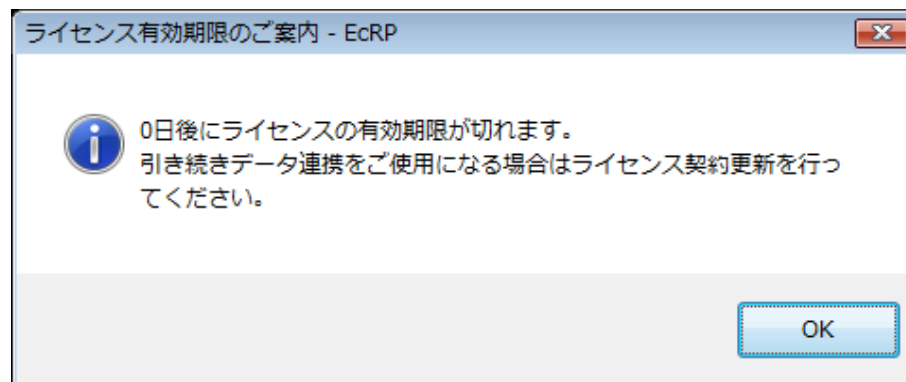 ライセンス有効期限のご案内 - EcRP
0日後にライセンスの有効期限が切れます。
引き続きデータ連携をご使用になる場合はライセンス契約更新を行っ
てください。
OK